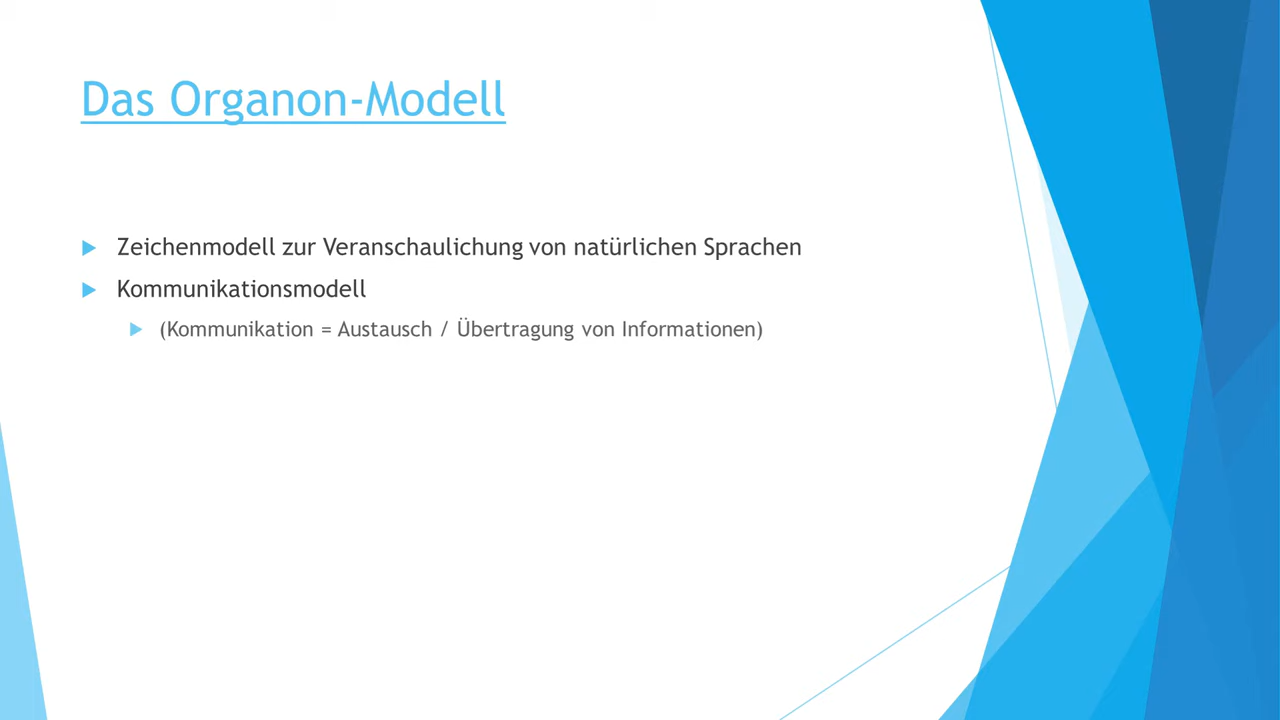 Das Organon-Modell
Zeichenmodell zur Veranschaulichung von natürlichen Sprachen
Kommunikationsmodell
(Kommunikation = Austausch / Übertragung von Informationen)